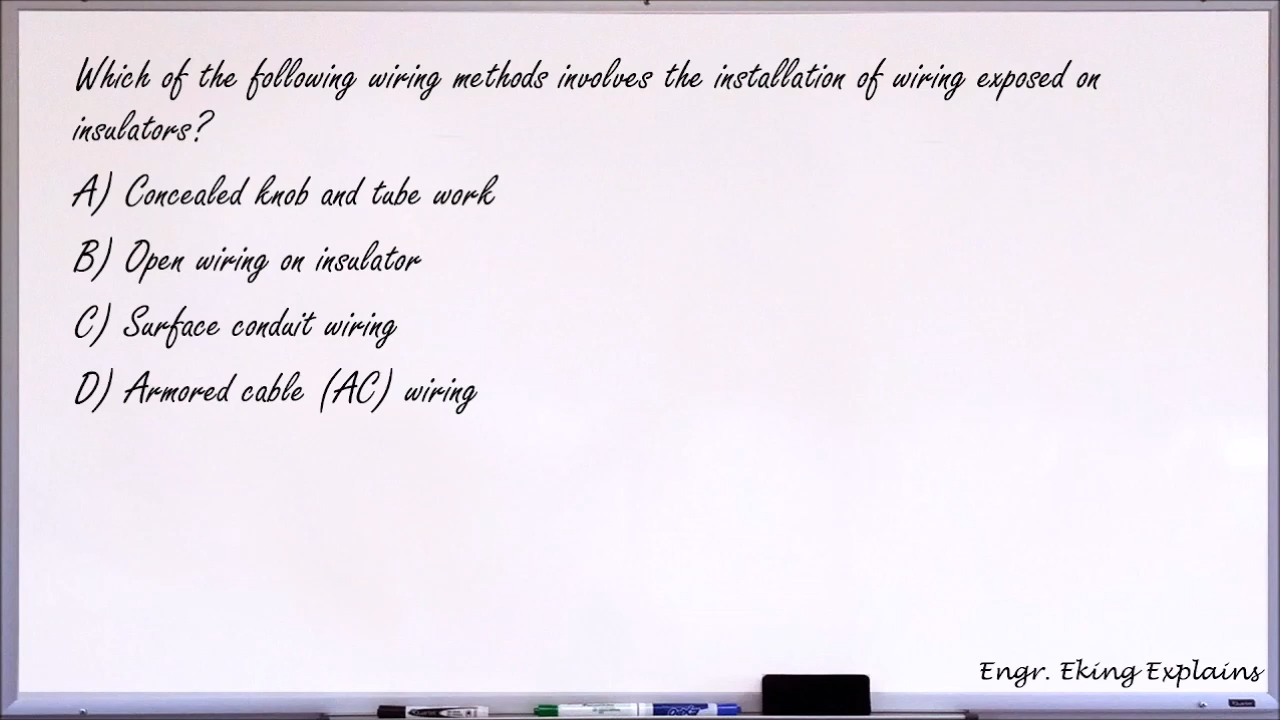 Which of the following wiring methods involves the installation of wiring exposed on
insulators?
A) Concealed knob and tube work
B) Open wiring on insulator
C) Surface conduit wiring
D) Armored cable (AC) wiring
Engr. Eking Explains